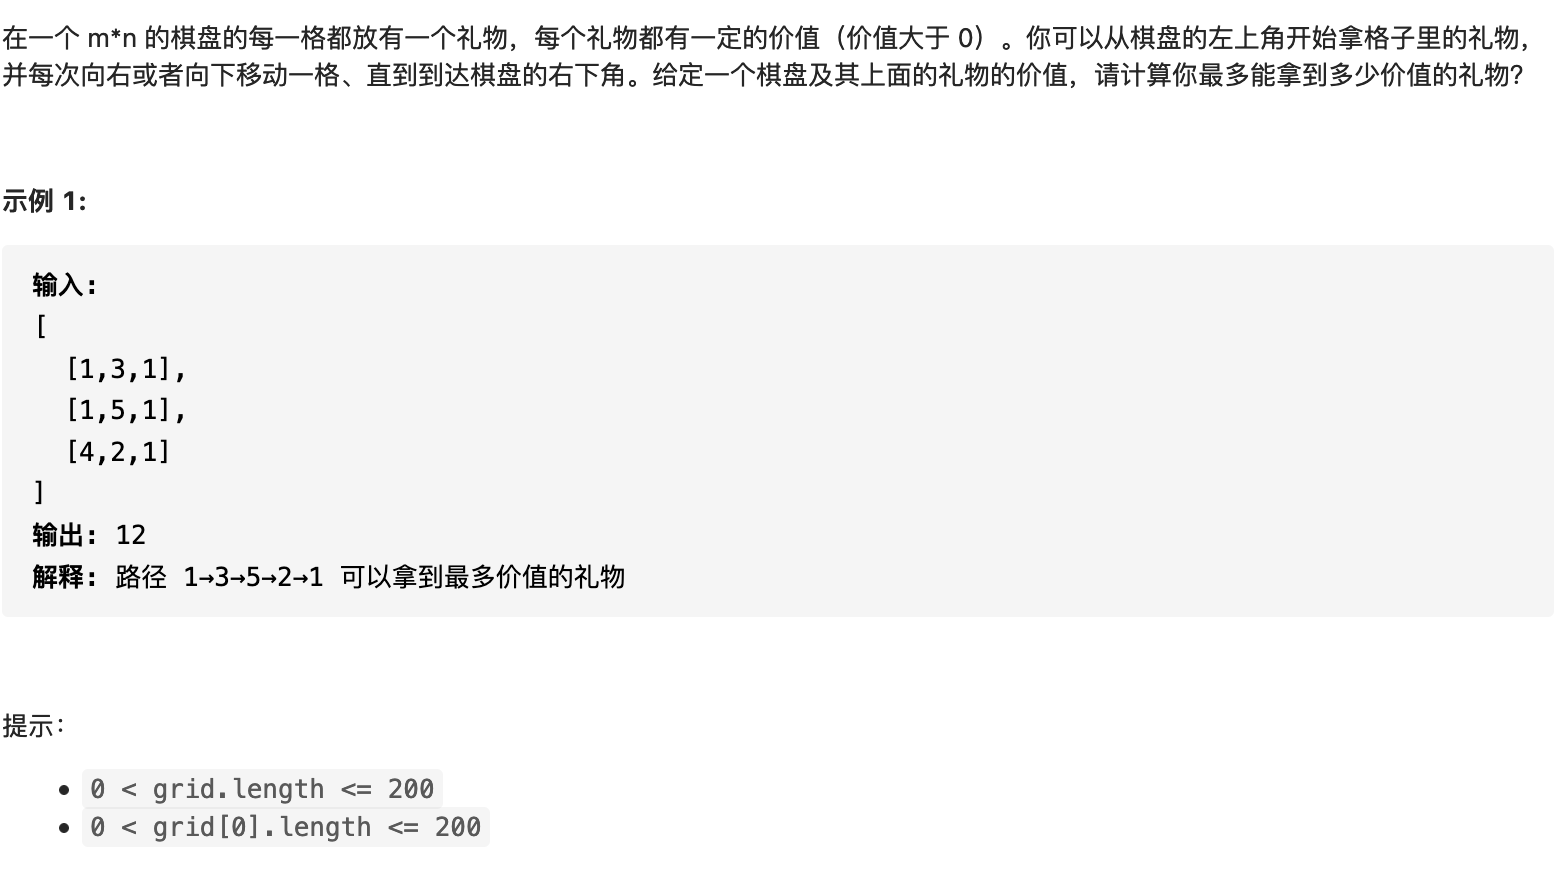 在一个 m*n 的棋盘的每一格都放有一个礼物，每个礼物都有一定的价值（价值大于 0）。你可以从棋盘的左上角开始拿格子里的礼物，
并每次向右或者向下移动一格、直到到达棋盘的右下角。给定一个棋盘及其上面的礼物的价值，请计算你最多能拿到多少价值的礼物？
示例 1:
输入:
[
  [1,3,1],
  [1,5,1],
  [4,2,1]
]
输出: 12
解释: 路径 1→3→5→2→1 可以拿到最多价值的礼物
提示：
• 0 < grid.length <= 200
• 0 < grid[0].length <= 200